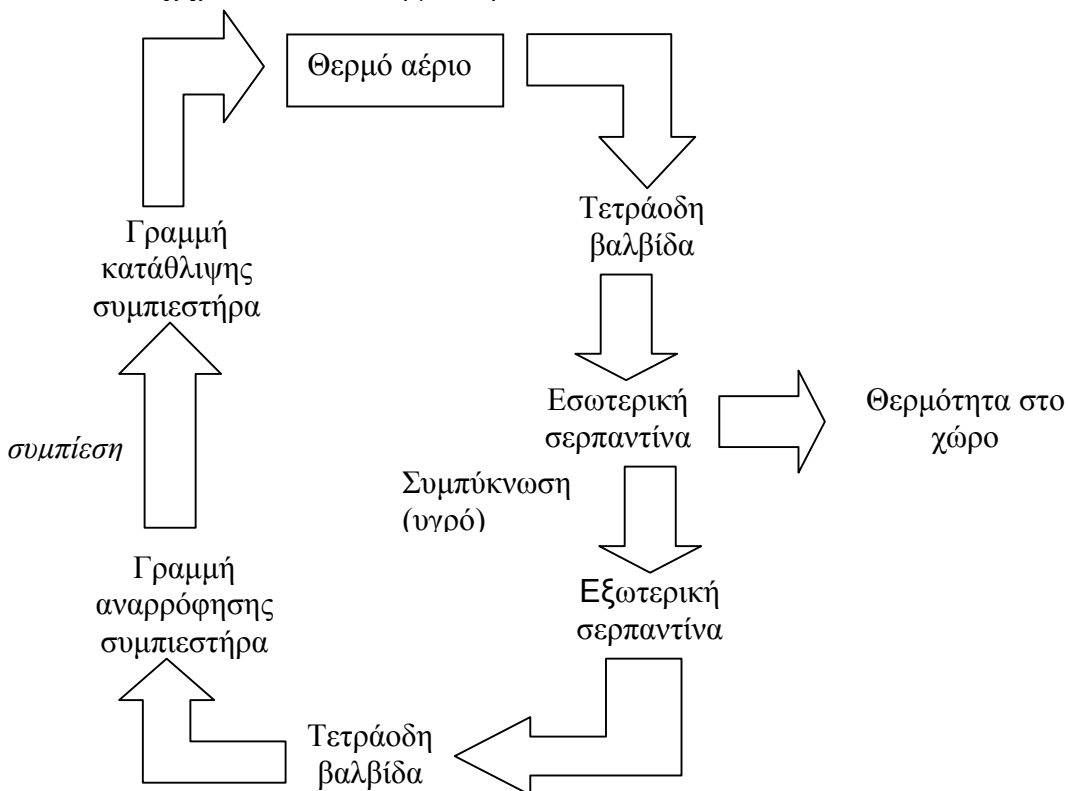 Θερμό αέριο
Τετράοδη
βαλβίδα
Γραμμή
κατάθλιψης
συμπιεστήρα
Εσωτερική
σερπαντίνα
Θερμότητα στο
χώρο
συμπίεση
Συμπύκνωση
(υγρό)
Γραμμή
αναρρόφησης
συμπιεστήρα
Εξωτερική
σερπαντίνα
Τετράοδη
βαλβίδα